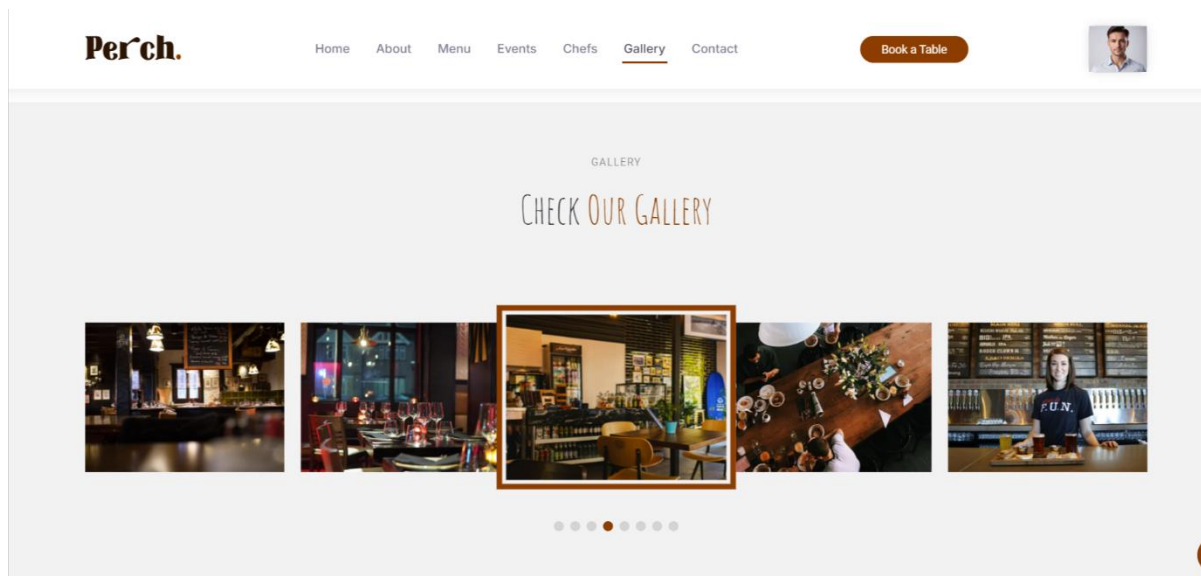 Perch.
Home About Menu Events Chefs Gallery Contact
Book a Table
GALLERY
CHECK OUR GALLERY
F.U.N.